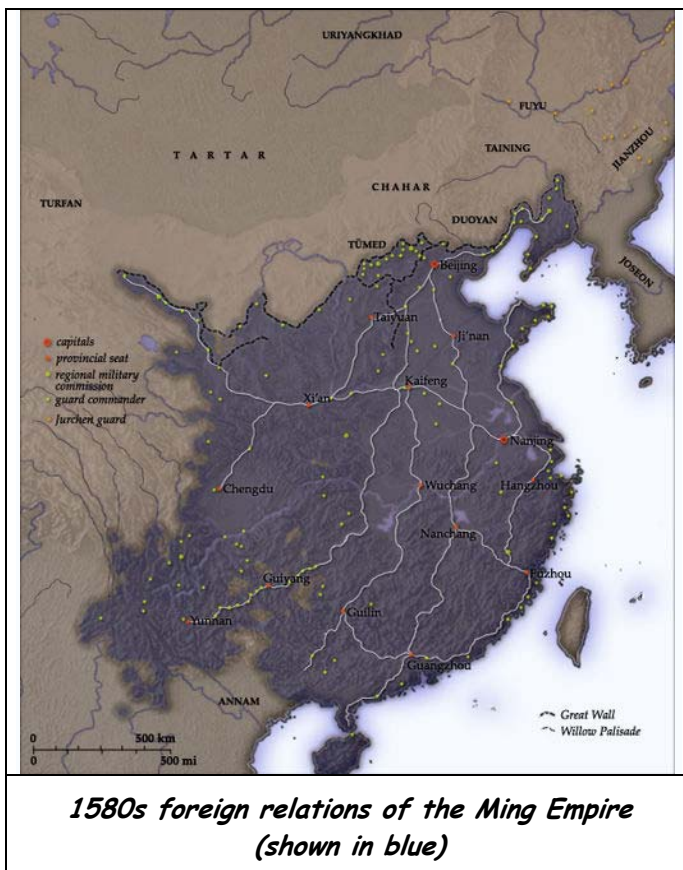 URIYANGKHAD
FUYU
TARTAR
TAINING
JIANZHOU
CHAHAR
TURFAN
DUOYAN
TÜMED
Beijing
JOSEON
Taiyuan
Ji'nan
capitals
provincial seat
regional military
commission
guard commander
Jurchen guard
Kaifeng
Xi'an
Nanjing
Chengdu
Wuchang
Hangzhou
Nanchang
Guiyang
Fuzhou
Yunnan
Guilin
Guangzhou
ANNAM
Great Wall
Willow Palisade
0 500 km
0 500 mi
1580s foreign relations of the Ming Empire
(shown in blue)